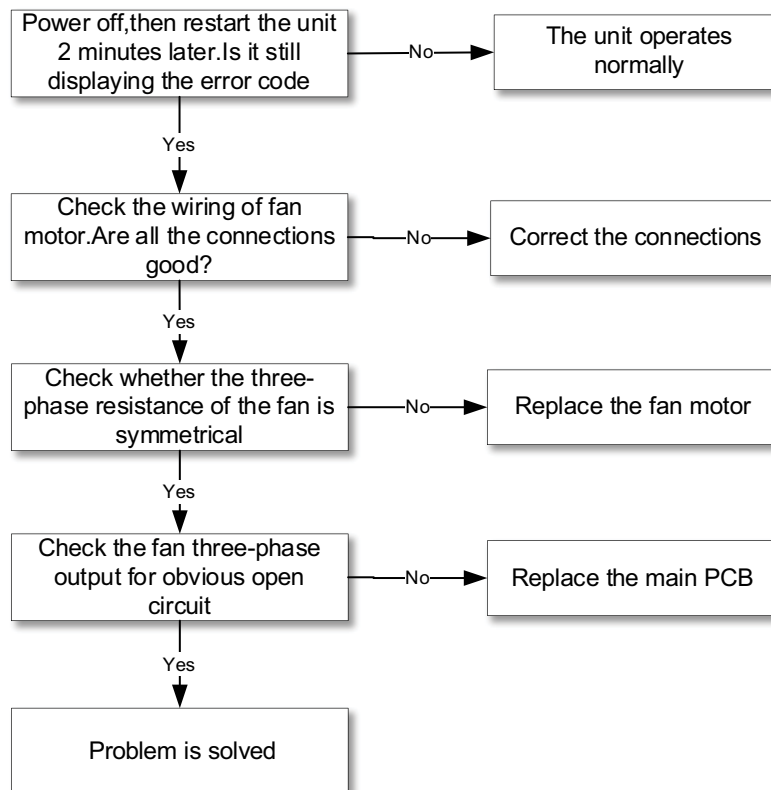 Power off,then restart the unit
2 minutes later.Is it still
displaying the error code
No
The unit operates
normally
Yes
Check the wiring of fan
motor.Are all the connections
good?
No
Correct the connections
Yes
Check whether the three-
phase resistance of the fan is
symmetrical
No
Replace the fan motor
Yes
Check the fan three-phase
output for obvious open
circuit
No
Replace the main PCB
Yes
Problem is solved